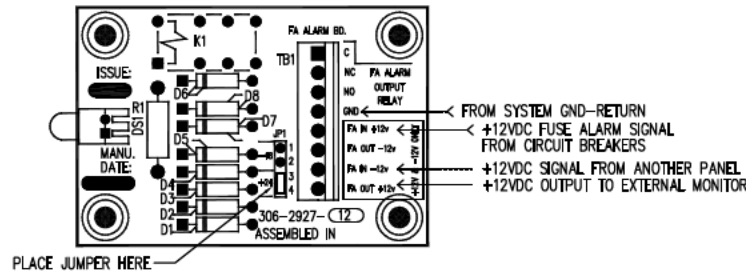 FA ALARM BD.
K1
TB1
C
NC
NO
GND
FA ALARM
OUTPUT
RELAY
ISSUE:
R1
DS1
MANU.
DATE:
D6
D8
D7
D5
D4
D3
D2
D1
JP1
1
2
3
4
FA IN +12v
FA OUT -12v
FA IN -12v
FA OUT +12v
306-2927- 12
ASSEMBLED IN
FROM SYSTEM GND-RETURN
+12VDC FUSE ALARM SIGNAL
FROM CIRCUIT BREAKERS
+12VDC SIGNAL FROM ANOTHER PANEL
+12VDC OUTPUT TO EXTERNAL MONITOR
PLACE JUMPER HERE